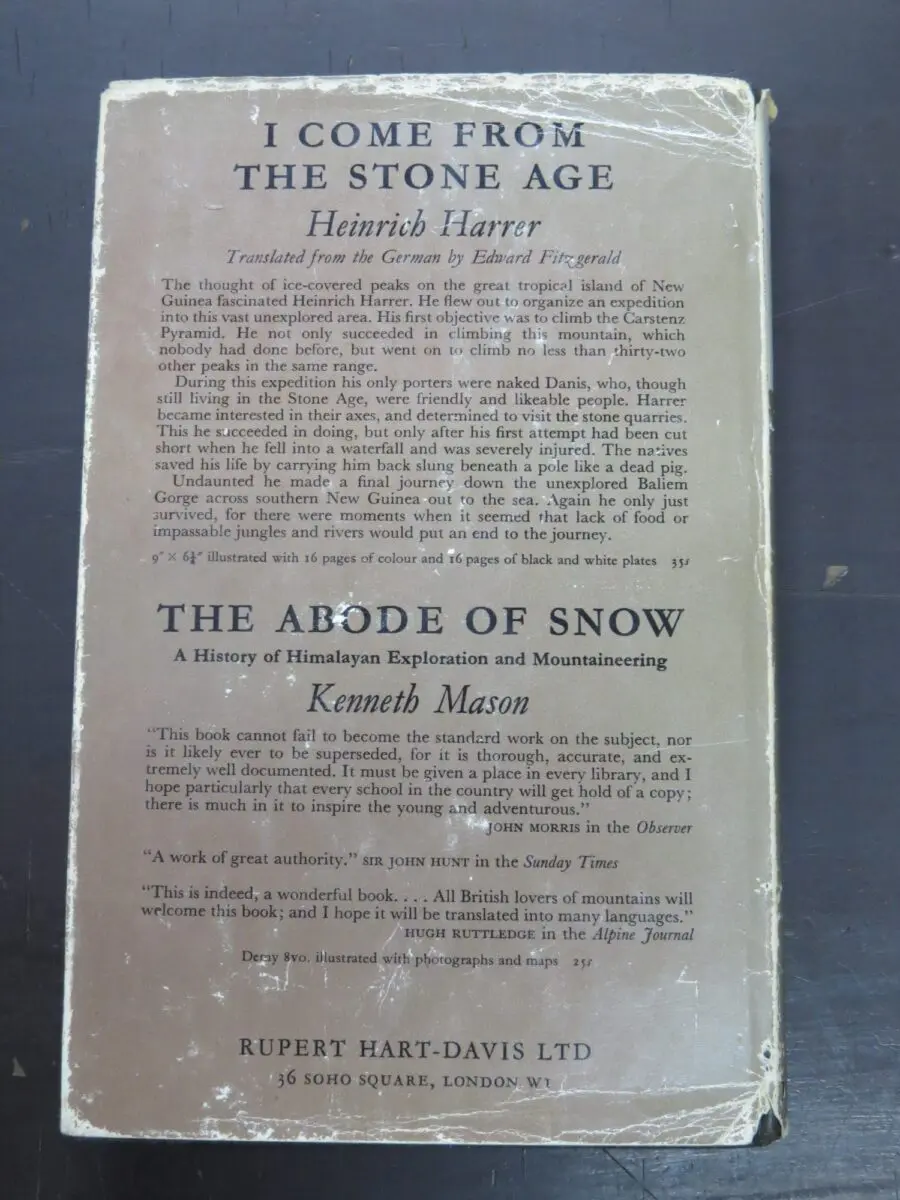 I COME FROM
THE STONE AGE
Heinrich Harrer
Translated from the German by Edward Fitzgerald
The thought of ice-covered peaks on the great tropical island of New
Guinea fascinated Heinrich Harrer. He flew out to organize an expedition
into this vast unexplored area. His first objective was to climb the Carstenz
Pyramid. He not only succeeded in climbing this mountain, which
nobody had done before, but went on to climb no less than thirty-two
other peaks in the same range.
During this expedition his only porters were naked Danis, who, though
still living in the Stone Age, were friendly and likeable people. Harrer
became interested in their axes, and determined to visit the stone quarries.
This he succeeded in doing, but only after his first attempt had been cut
short when he fell into a waterfall and was severely injured. The natives
saved his life by carrying him back slung beneath a pole like a dead pig.
Undaunted he made a final journey down the unexplored Baliem
Gorge across southern New Guinea out to the sea. Again he only just
survived, for there were moments when it seemed that lack of food or
impassable jungles and rivers would put an end to the journey.
9" × 6¼" illustrated with 16 pages of colour and 16 pages of black and white plates 35s
THE ABODE OF SNOW
A History of Himalayan Exploration and Mountaineering
Kenneth Mason
"This book cannot fail to become the standard work on the subject, nor
is it likely ever to be superseded, for it is thorough, accurate, and ex-
tremely well documented. It must be given a place in every library, and I
hope particularly that every school in the country will get hold of a copy;
there is much in it to inspire the young and adventurous."
JOHN MORRIS in the Observer
"A work of great authority." SIR JOHN HUNT in the Sunday Times
"This is indeed, a wonderful book. . . . All British lovers of mountains will
welcome this book; and I hope it will be translated into many languages."
HUGH RUTTLEDGE in the Alpine Journal
Demy 8vo. illustrated with photographs and maps 25s
RUPERT HART-DAVIS LTD
36 SOHO SQUARE, LONDON W1